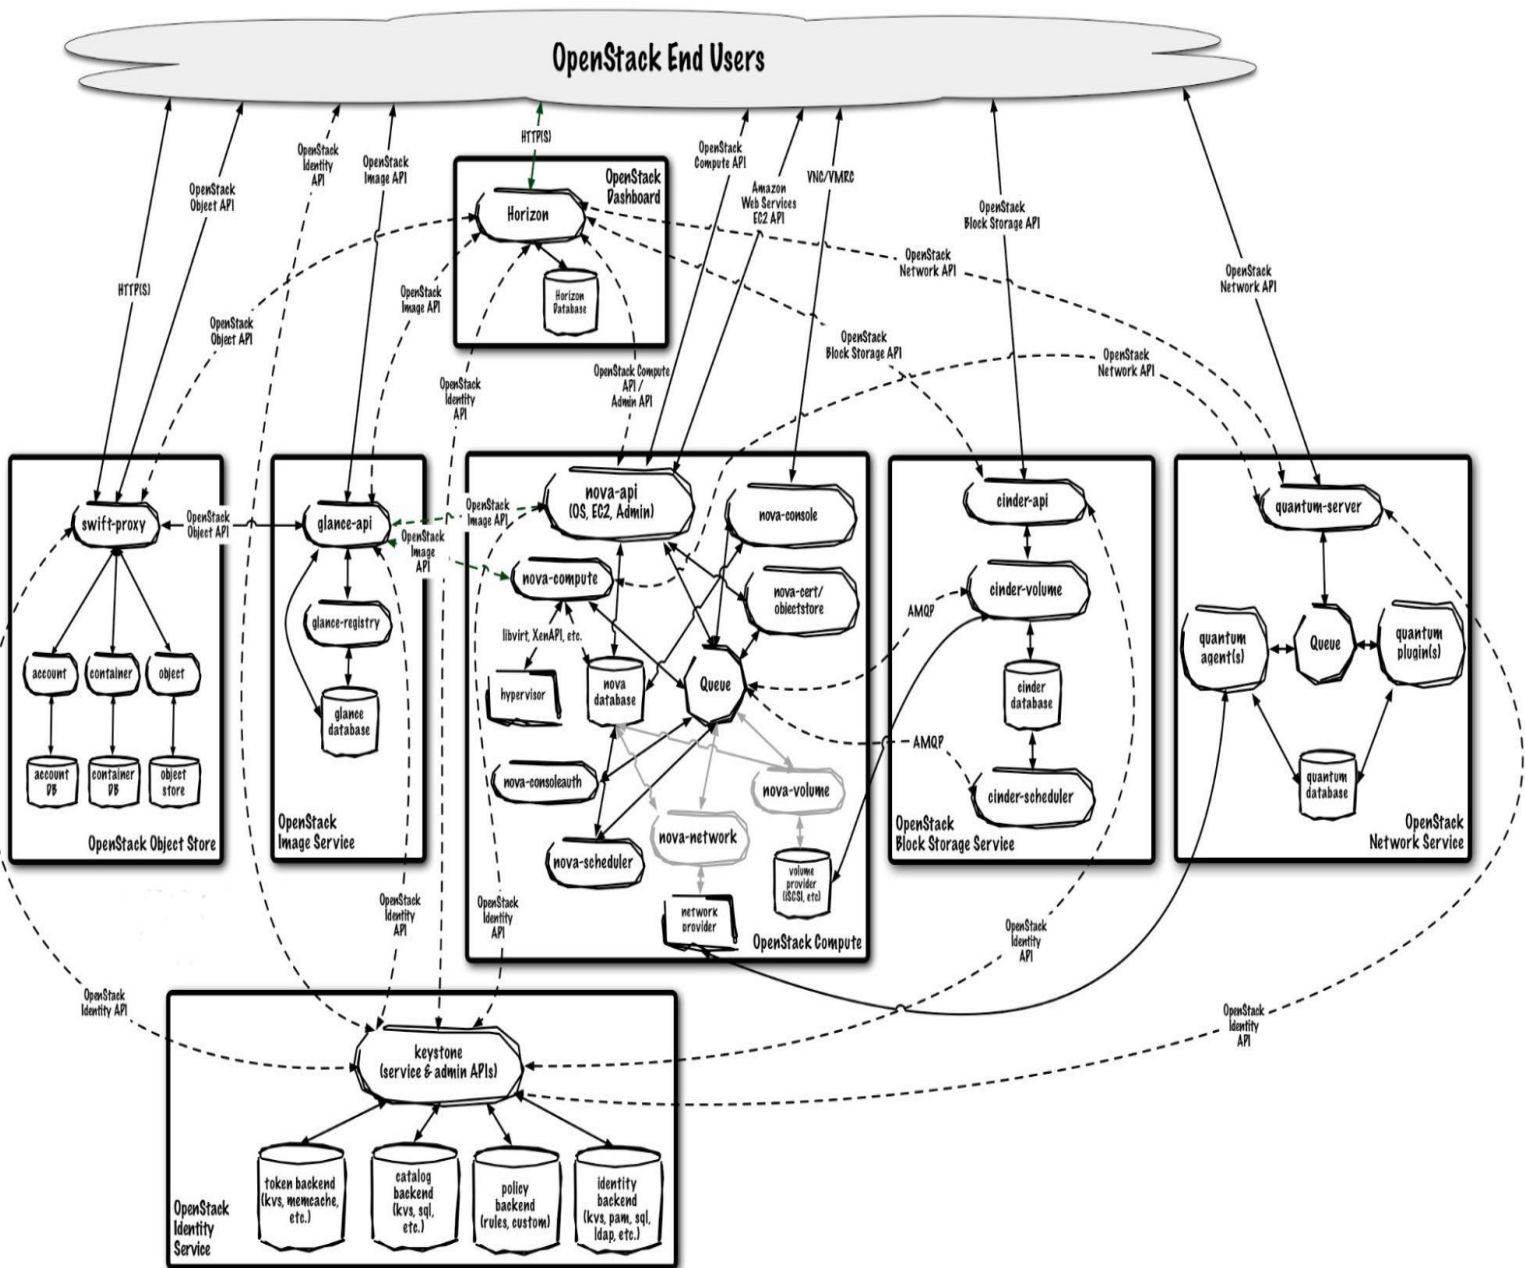 OpenStack End Users
HTTP(S)
OpenStack
Object API
OpenStack
Identity
API
OpenStack
Image API
HTTP(S)
OpenStack
Compute API
Amazon
Web Services
EC2 API
VNC/VMRC
OpenStack
Block Storage API
OpenStack
Network API
OpenStack
Dashboard
Horizon
Horizon
Database
OpenStack
Object API
OpenStack
Image API
OpenStack
Identity
API
OpenStack Compute
API /
Admin API
OpenStack
Network API
OpenStack
Block Storage API
OpenStack
Network API
swift-proxy
OpenStack
Object API
account
container
object
account
DB
container
DB
object
store
OpenStack Object Store
glance-api
glance-registry
glance
database
OpenStack
Image Service
OpenStack
Image API
OpenStack
Image
API
nova-api
(OS, EC2, Admin)
nova-console
nova-compute
nova-cert/
objectstore
libvirt, XenAPI, etc.
hypervisor
nova
database
Queue
nova-consoleauth
nova-volume
nova-network
nova-scheduler
volume
provider
(iSCSI, etc)
network
provider
OpenStack Compute
cinder-api
cinder-volume
AMQP
cinder
database
AMQP
cinder-scheduler
OpenStack
Block Storage Service
quantum-server
quantum
agent(s)
Queue
quantum
plugin(s)
quantum
database
OpenStack
Network Service
OpenStack
Identity API
OpenStack
Identity
API
OpenStack
Identity
API
OpenStack
Identity
API
OpenStack
Identity
API
keystone
(service & admin APIs)
token backend
(kvs, memcache,
etc.)
catalog
backend
(kvs, sql,
etc.)
policy
backend
(rules, custom)
identity
backend
(kvs, pam, sql,
ldap, etc.)
OpenStack
Identity
Service